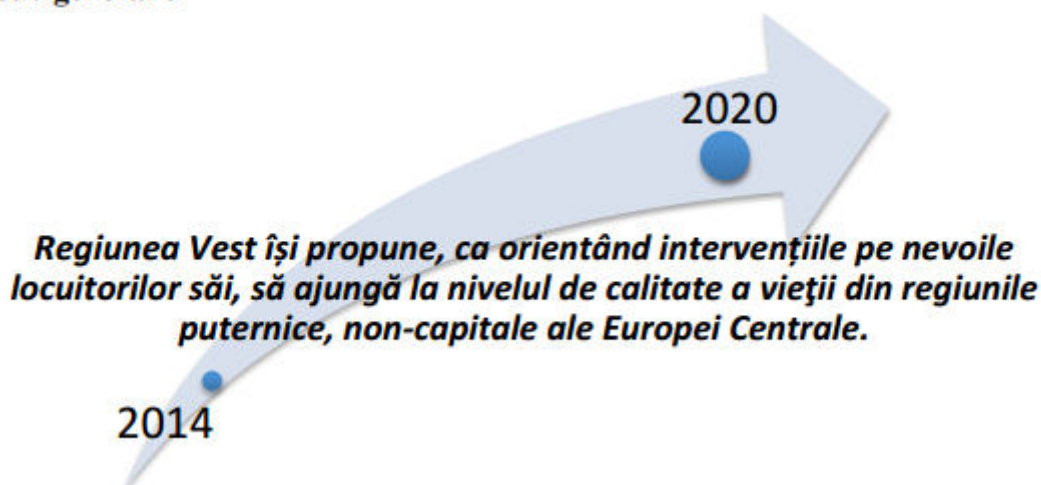 2020
Regiunea Vest își propune, ca orientând intervențiile pe nevoile
locuitorilor săi, să ajungă la nivelul de calitate a vieţii din regiunile
puternice, non-capitale ale Europei Centrale.
2014